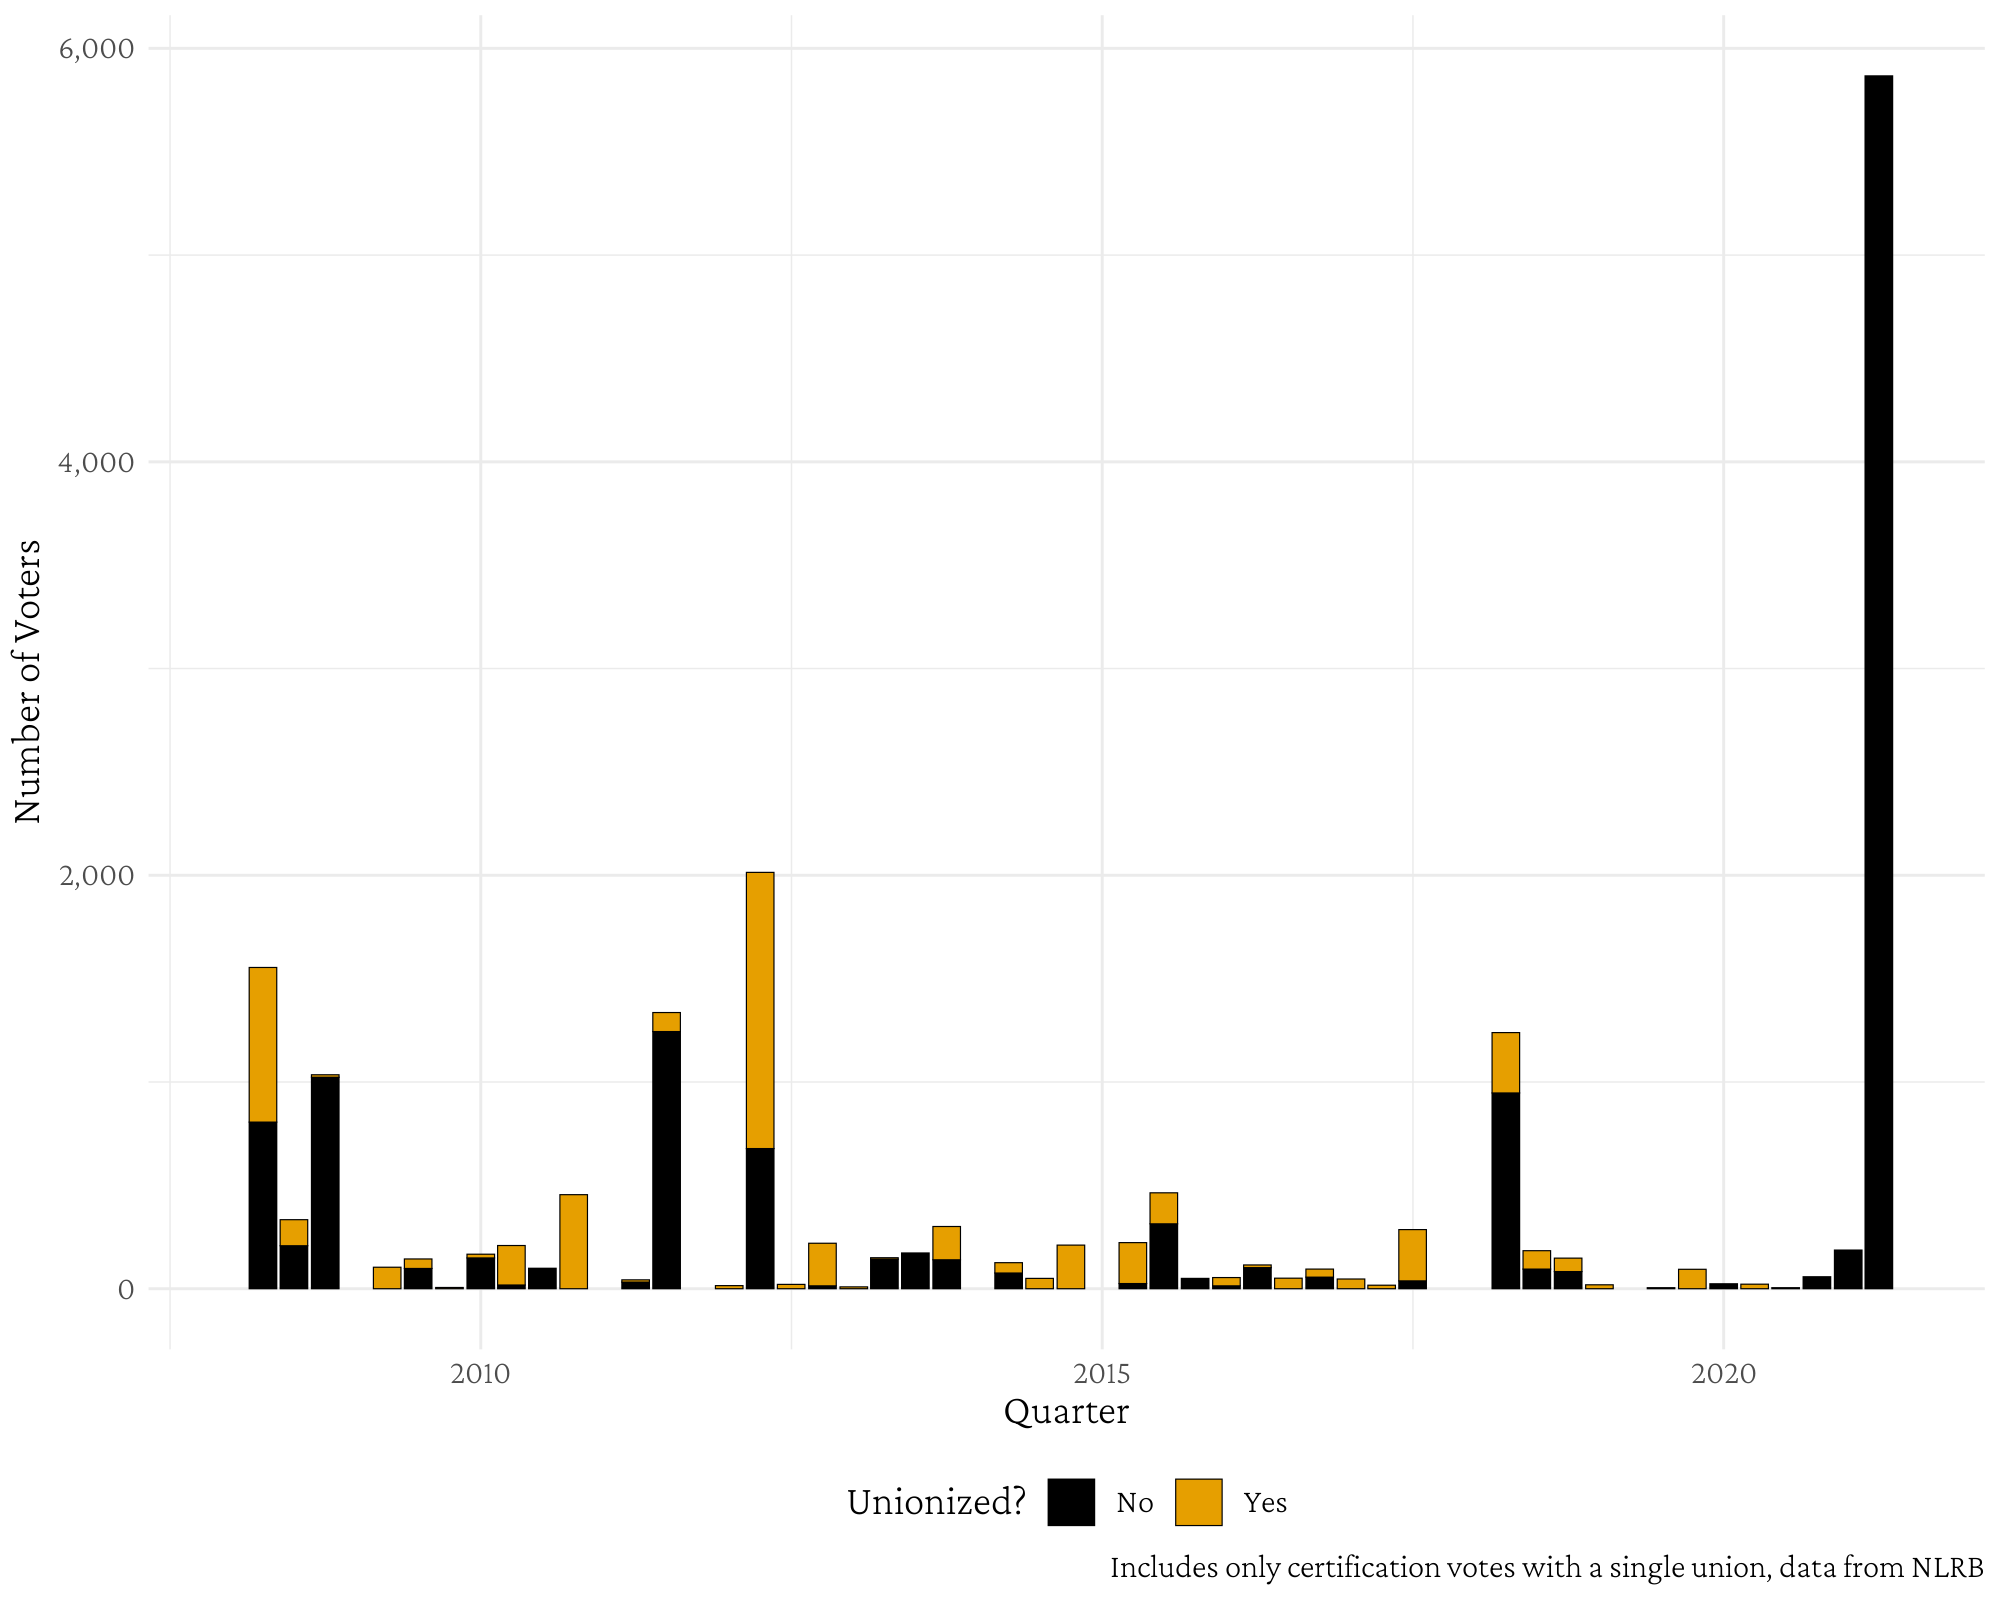 6,000
4,000
2,000
0
Number of Voters
2010
2015
2020
Quarter
Unionized?
No
Yes
Includes only certification votes with a single union, data from NLRB